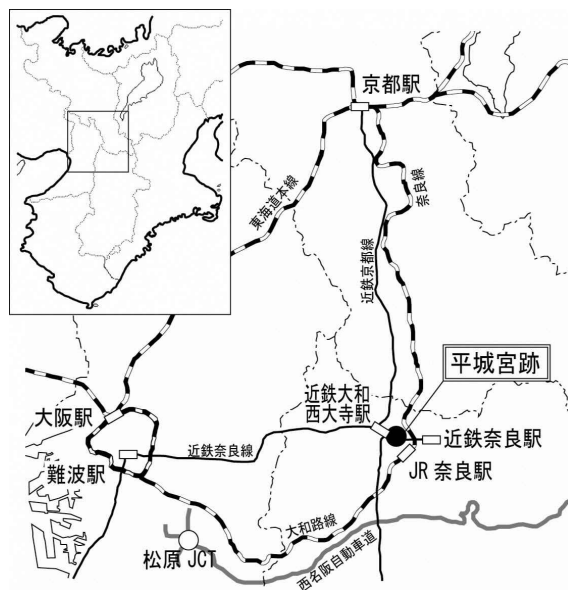 京都駅
東海道本線
奈良線
近鉄京都線
平城宮跡
近鉄大和
西大寺駅
大阪駅
近鉄奈良駅
近鉄奈良線
難波駅
JR 奈良駅
大和路線
松原 JCT
西名阪自動車道